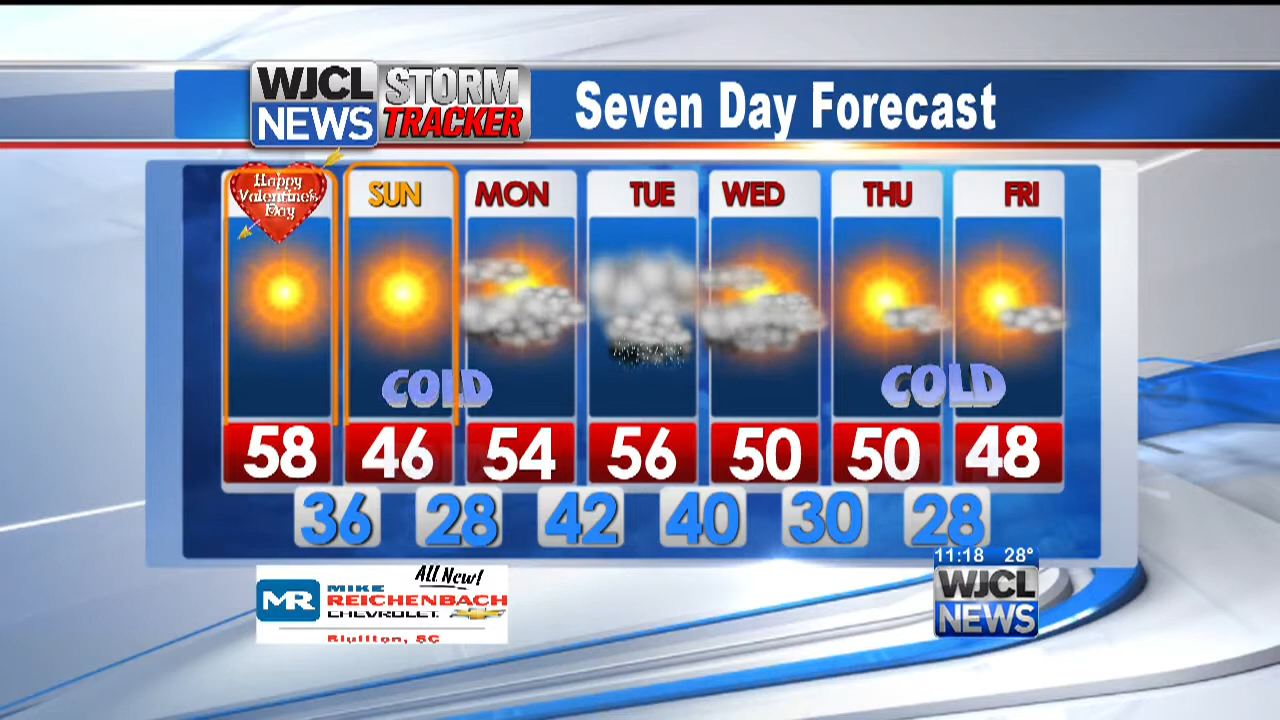 WJCL
NEWS
STORM
TRACKER
Seven Day Forecast
Happy
Valentine's
Day
SUN
MON
TUE
WED
THU
FRI
COLD
COLD
58
46
54
56
50
50
48
36
28
42
40
30
28
11:18 28°
WJCL
NEWS
All New!
MR
MIKE
REICHENBACH
CHEVROLET
Bluffton, SC